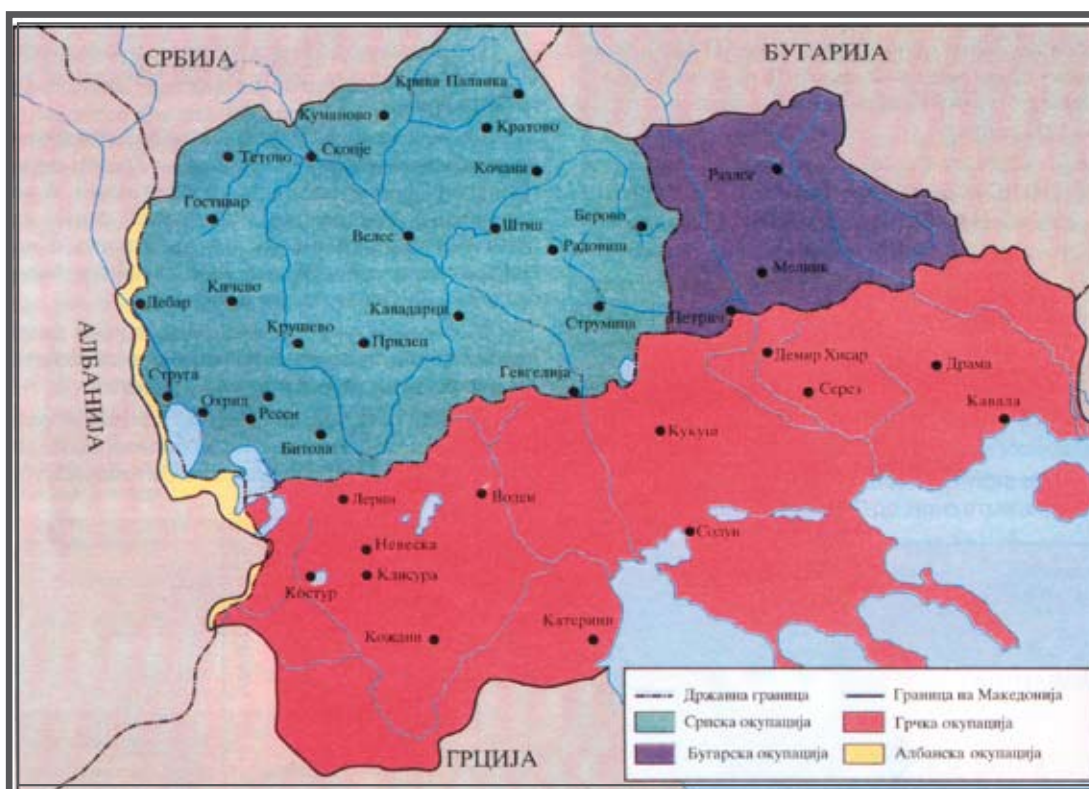 СРБИЈА
БУГАРИЈА
Крива Паланка
Куманово
Кратово
Тетово
Скопје
Кочани
Разлог
Гостивар
Штип
Берово
Велес
Радовиш
Мелник
Дебар
Кичево
Кавадарци
Струмица
Петрич
Крушево
Прилеп
АЛБАНИЈА
Демир Хисар
Драма
Струга
Гевгелија
Серез
Охрид
Ресен
Кавала
Битола
Кукуш
Лерин
Воден
Солун
Невеска
Клисура
Костур
Кожани
Катерини
ГРЦИЈА
Државна граница
Граница на Македонија
Српска окупација
Грчка окупација
Бугарска окупација
Албанска окупација